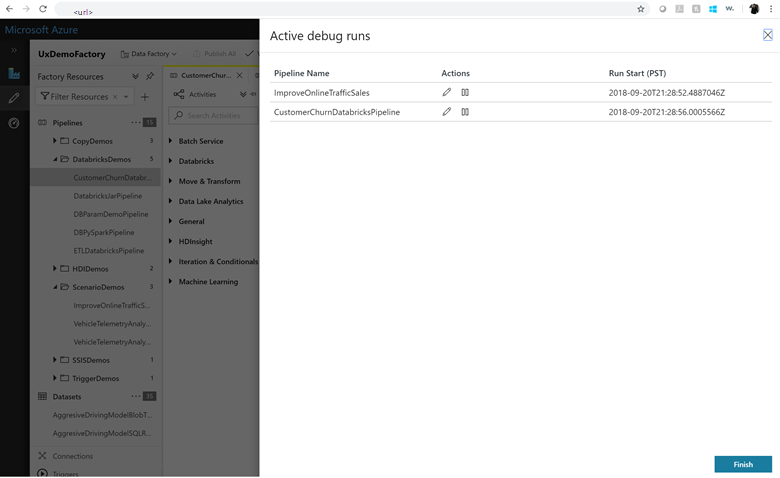 <url>
Microsoft Azure
UxDemoFactory
Data Factory
Publish All
Factory Resources
Filter Resources
Pipelines 15
CopyDemos 3
DatabricksDemos 5
CustomerChurnDatabr...
DatabricksJarPipeline
DBParamDemoPipeline
DBPySparkPipeline
ETLDatabricksPipeline
HDIDemos 2
ScenarioDemos 3
ImproveOnlineTrafficS...
VehicleTelemetryAnaly...
VehicleTelemetryAnaly...
SSISDemos 1
TriggerDemos 1
Datasets 15
AggresiveDrivingModelBlobT...
AggresiveDrivingModelSQLR...
Connections
Triggers
CustomerChur...
Activities
Search Activities
Batch Service
Databricks
Move & Transform
Data Lake Analytics
General
HDInsight
Iteration & Conditionals
Machine Learning
Active debug runs
Pipeline Name Actions Run Start (PST)
ImproveOnlineTrafficSales 2018-09-20T21:28:52.4887046Z
CustomerChurnDatabricksPipeline 2018-09-20T21:28:56.0005566Z
Finish